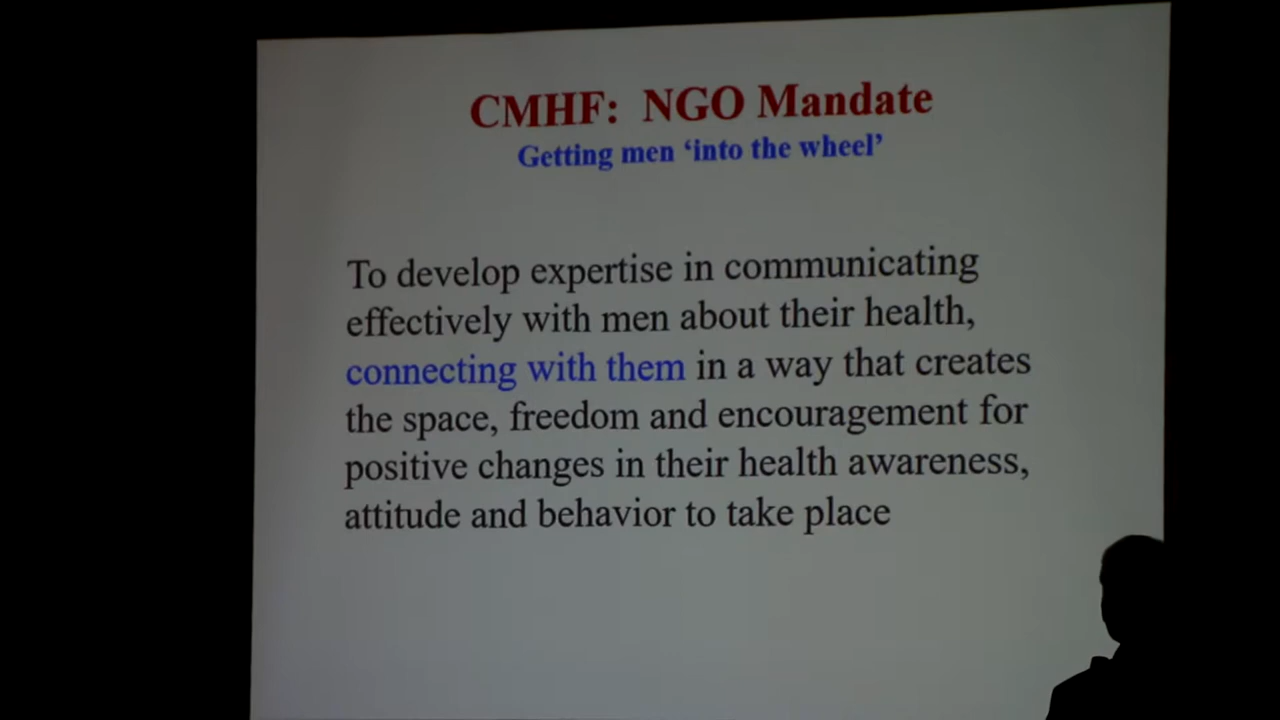 CMHF: NGO Mandate
Getting men ‘into the wheel’
To develop expertise in communicating
effectively with men about their health,
connecting with them in a way that creates
the space, freedom and encouragement for
positive changes in their health awareness,
attitude and behavior to take place